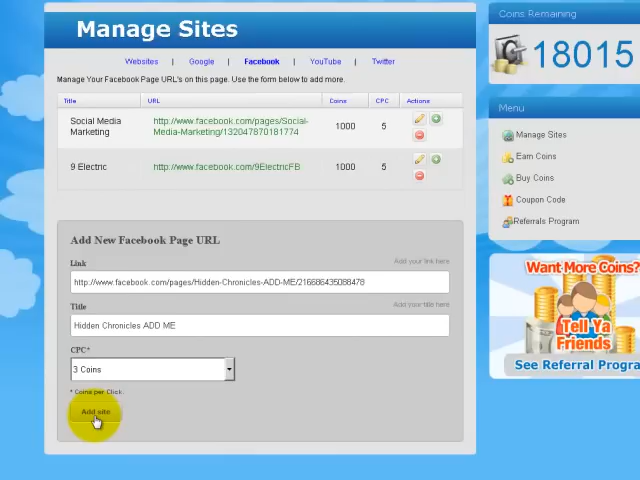 Manage Sites
Websites | Google | Facebook | YouTube | Twitter
Manage Your Facebook Page URL's on this page. Use the form below to add more.
Title URL Coins CPC Actions
Social Media Marketing http://www.facebook.com/pages/Social-Media-Marketing/132047870181774 1000 5
9 Electric http://www.facebook.com/9ElectricFB 1000 5
Add New Facebook Page URL
Link Add your link here
http://www.facebook.com/pages/Hidden-Chronicles-ADD-ME/216686435088478
Title Add your title here
Hidden Chronicles ADD ME
CPC*
3 Coins
* Coins per Click.
Add site
Coins Remaining
18015
Menu
Manage Sites
Earn Coins
Buy Coins
Coupon Code
Referrals Program
Want More Coins?
Tell Ya
Friends
See Referral Progra